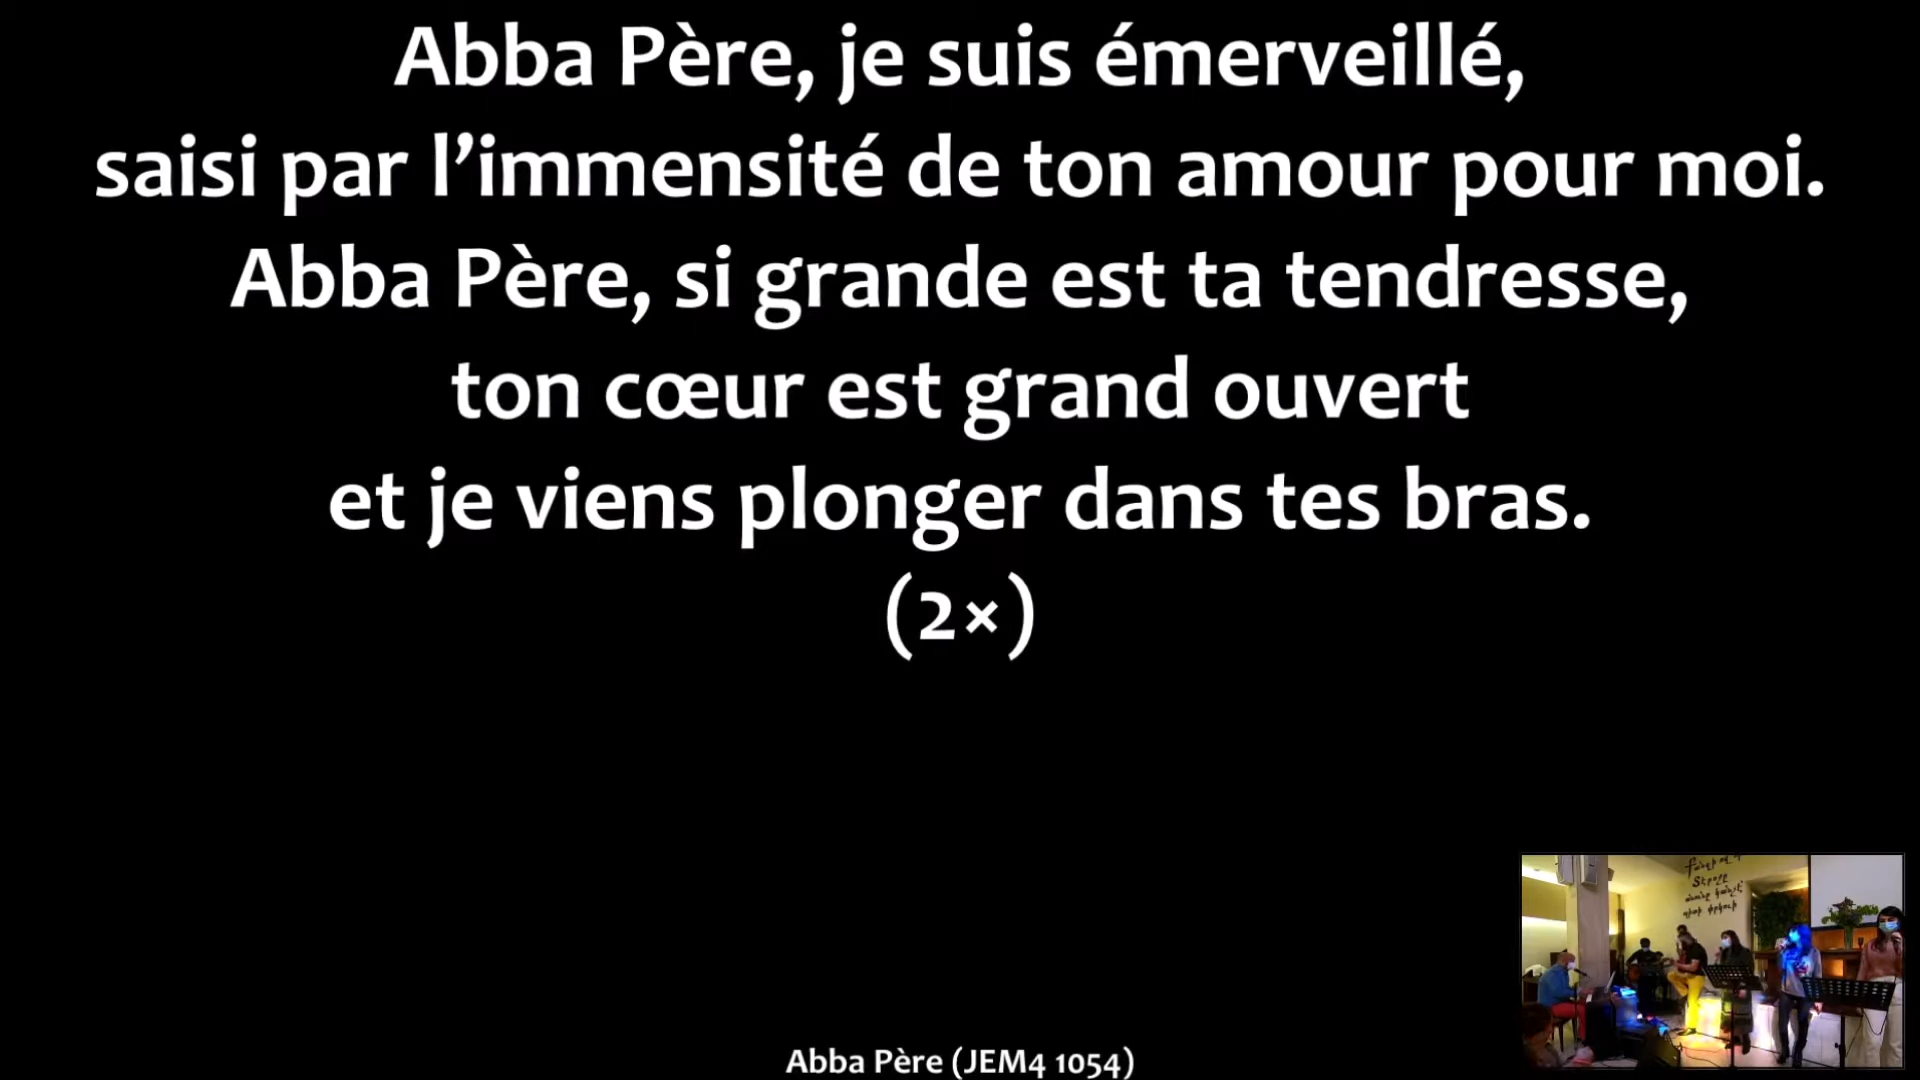 Abba Père, je suis émerveillé,
saisi par l’immensité de ton amour pour moi.
Abba Père, si grande est ta tendresse,
ton cœur est grand ouvert
et je viens plonger dans tes bras.
(2×)
Abba Père (JEM4 1054)